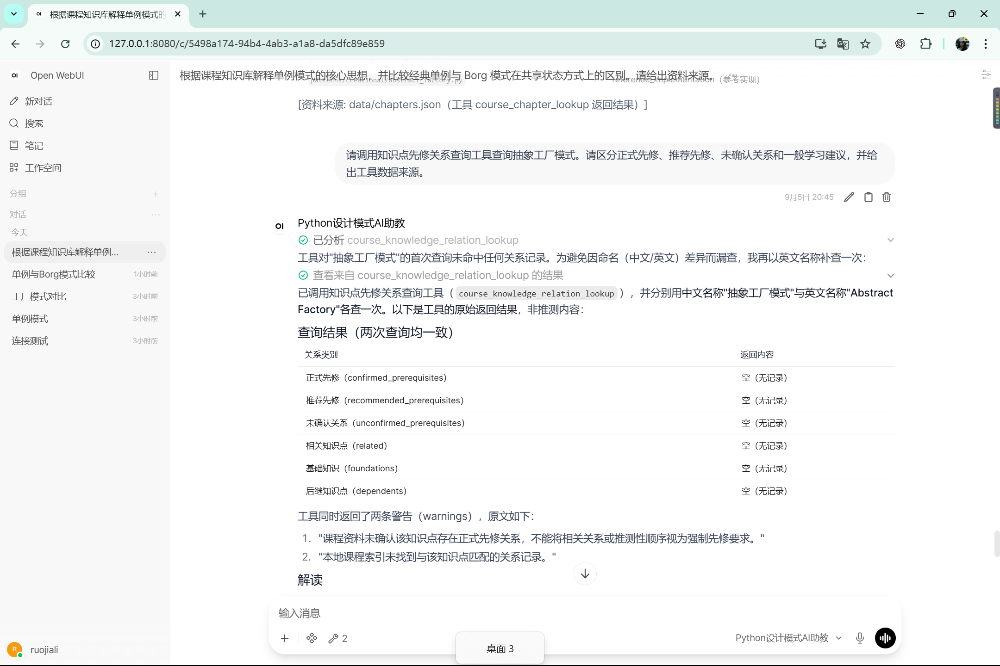 根据课程知识库解释单例模式的
127.0.0.1:8080/c/5498a174-94b4-4ab3-a1a8-da5dfc89e859
OI Open WebUI
新对话
搜索
笔记
工作空间
分组
对话
今天
根据课程知识库解释单例...
单例与Borg模式比较 1小时前
工厂模式对比 3小时前
单例模式 3小时前
连接测试 3小时前
R ruojiali
根据课程知识库解释单例模式的核心思想，并比较经典单例与 Borg 模式在共享状态方式上的区别。请给出资料来源。
patterns/creational/abstract_factory.py reference_implementation（参考实现）
[资料来源: data/chapters.json（工具 course_chapter_lookup 返回结果）]
请调用知识点先修关系查询工具查询抽象工厂模式。请区分正式先修、推荐先修、未确认关系和一般学习建议，并给
出工具数据来源。
9月5日 20:45
OI Python设计模式AI助教
已分析 course_knowledge_relation_lookup
工具对"抽象工厂模式"的首次查询未命中任何关系记录。为避免因命名（中文/英文）差异而漏查，我再以英文名称补查一次：
查看来自 course_knowledge_relation_lookup 的结果
已调用知识点先修关系查询工具（ course_knowledge_relation_lookup ），并分别用中文名称"抽象工厂模式"与英文名称"Abstract
Factory"各查一次。以下是工具的原始返回结果，非推测内容：
查询结果（两次查询均一致）
关系类别 返回内容
正式先修（confirmed_prerequisites） 空（无记录）
推荐先修（recommended_prerequisites） 空（无记录）
未确认关系（unconfirmed_prerequisites） 空（无记录）
相关知识点（related） 空（无记录）
基础知识（foundations） 空（无记录）
后继知识点（dependents） 空（无记录）
工具同时返回了两条警告（warnings），原文如下：
1. "课程资料未确认该知识点存在正式先修关系，不能将相关关系或推测性顺序视为强制先修要求。"
2. "本地课程索引未找到与该知识点匹配的关系记录。"
解读
输入消息
2
Python设计模式AI助教
桌面 3